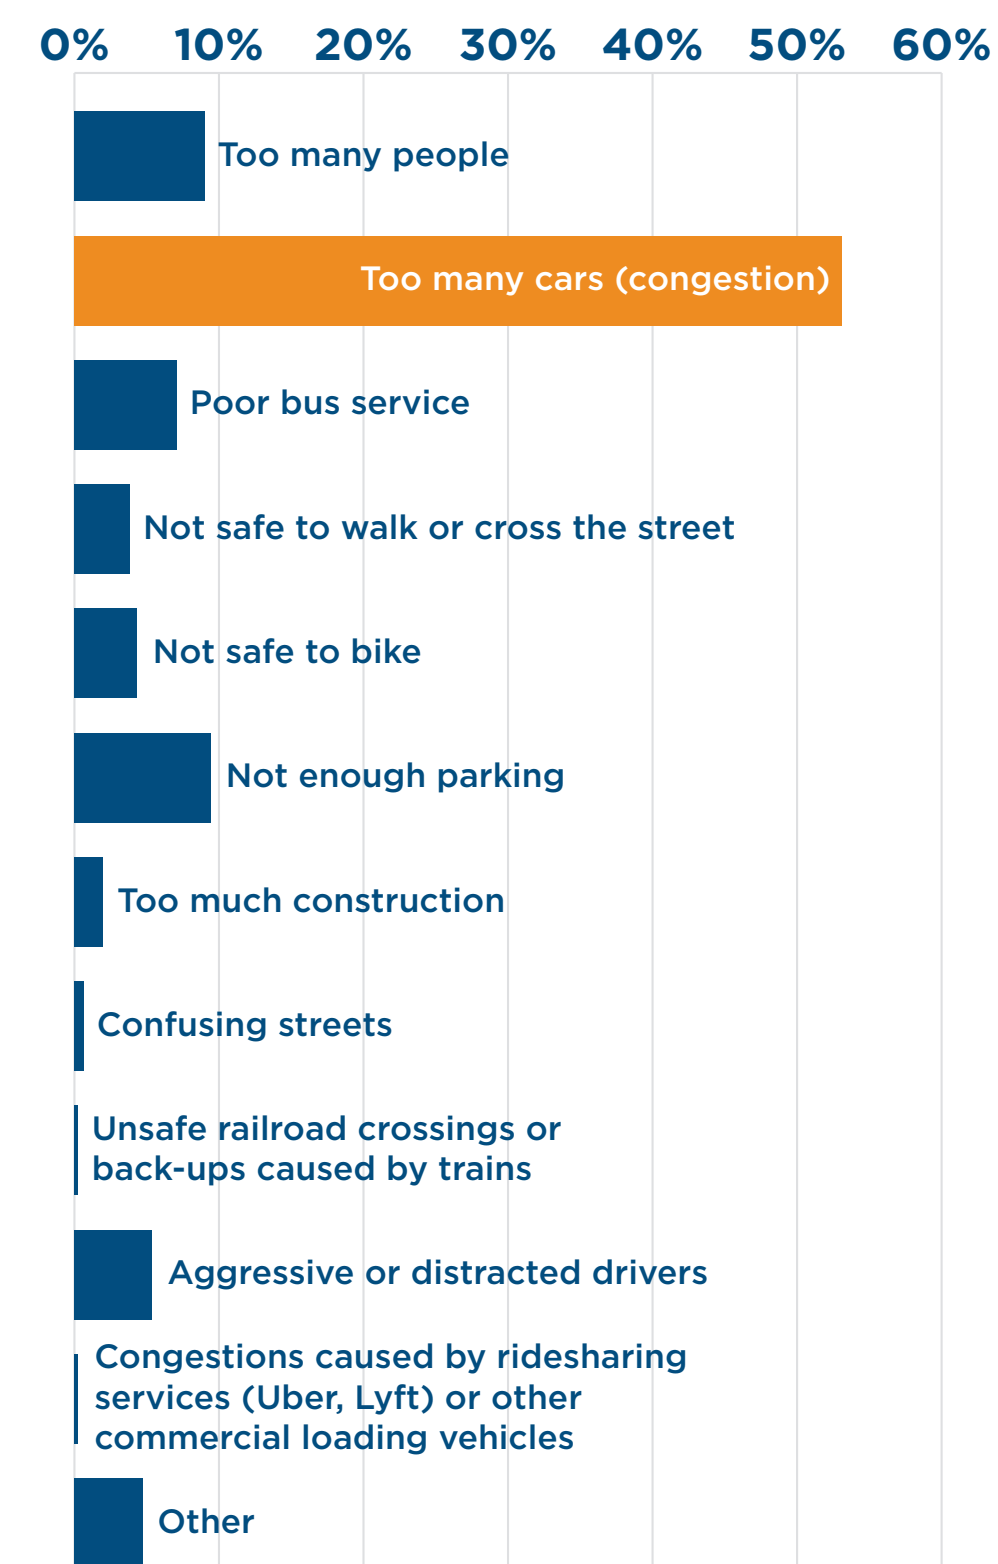 0% 10% 20% 30% 40% 50% 60%
Too many people
Too many cars (congestion)
Poor bus service
Not safe to walk or cross the street
Not safe to bike
Not enough parking
Too much construction
Confusing streets
Unsafe railroad crossings or
back-ups caused by trains
Aggressive or distracted drivers
Congestions caused by ridesharing
services (Uber, Lyft) or other
commercial loading vehicles
Other